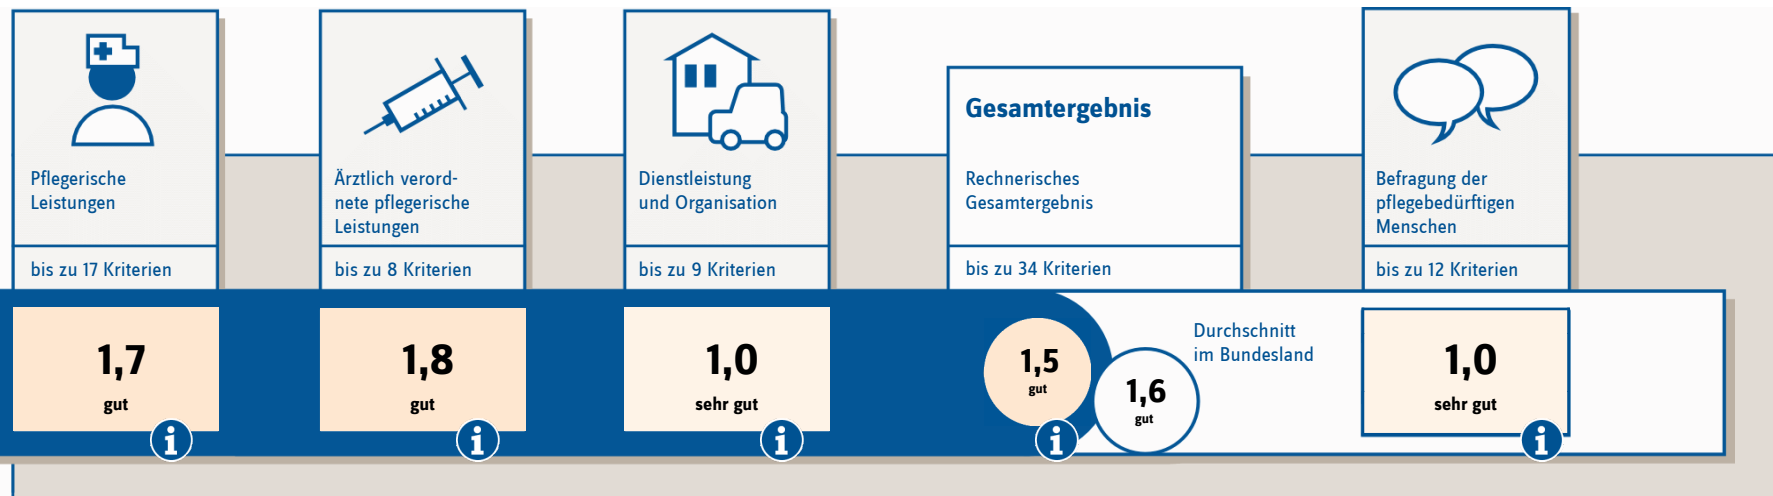 Pflegerische
Leistungen
bis zu 17 Kriterien
1,7
gut
Ärztlich verord-
nete pflegerische
Leistungen
bis zu 8 Kriterien
1,8
gut
Dienstleistung
und Organisation
bis zu 9 Kriterien
1,0
sehr gut
Gesamtergebnis
Rechnerisches
Gesamtergebnis
bis zu 34 Kriterien
1,5
gut
1,6
gut
Durchschnitt
im Bundesland
Befragung der
pflegebedürftigen
Menschen
bis zu 12 Kriterien
1,0
sehr gut